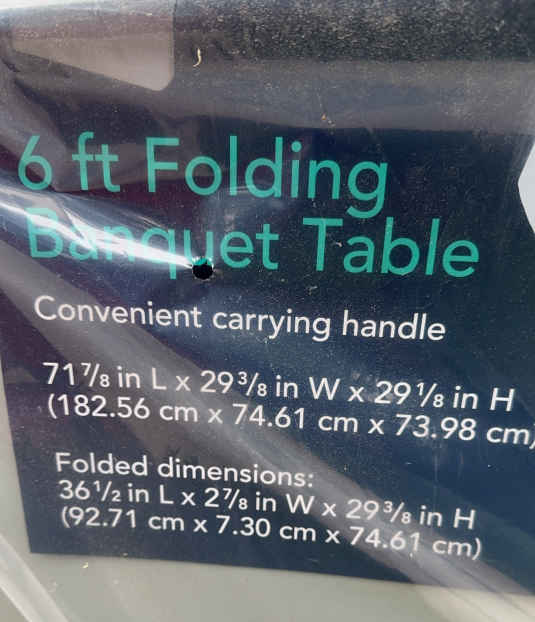 6 ft Folding
Banquet Table
Convenient carrying handle
71⅞ in L x 29⅜ in W x 29⅛ in H
(182.56 cm x 74.61 cm x 73.98 cm)
Folded dimensions:
36½ in L x 2⅞ in W x 29⅜ in H
(92.71 cm x 7.30 cm x 74.61 cm)